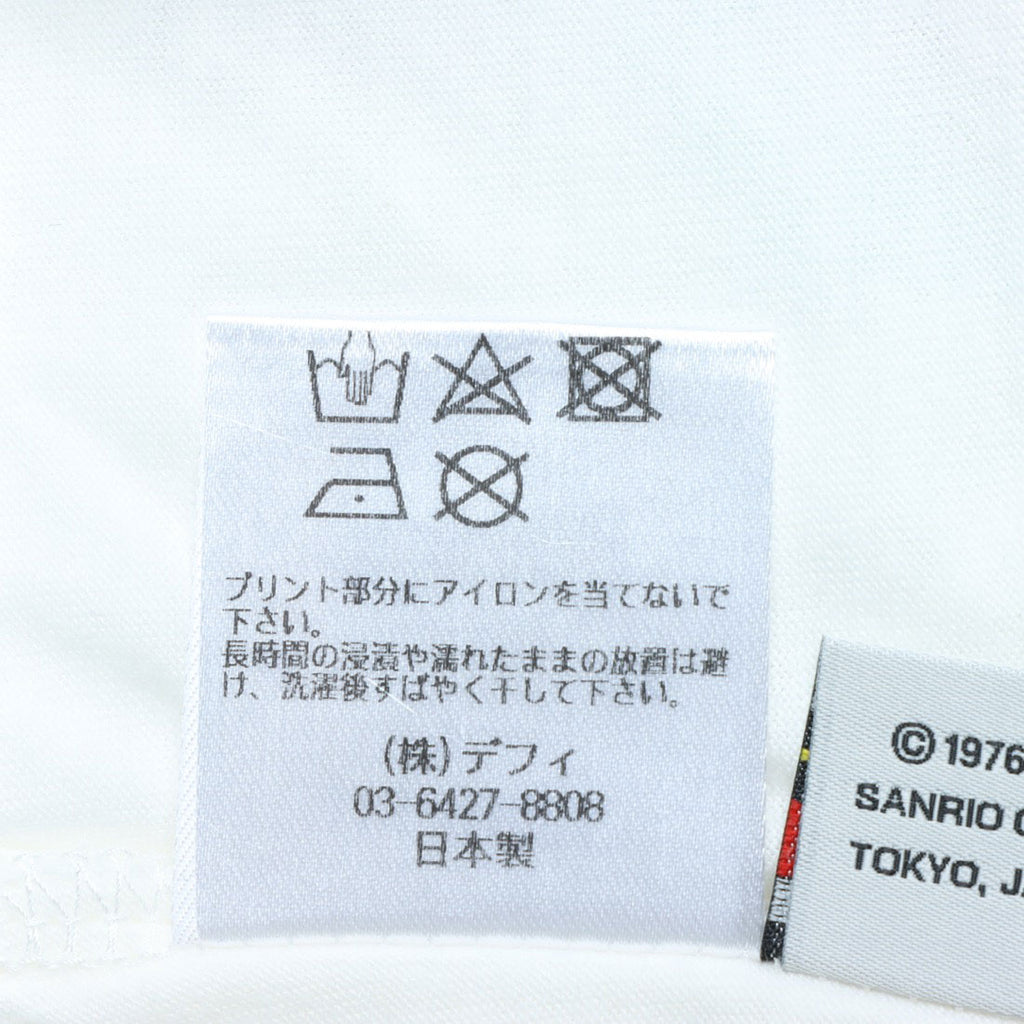 プリント部分にアイロンを当てないで
下さい。
長時間の浸漬や濡れたままの放置は避
け、洗濯後すばやく干して下さい。
(株)デフィ
03-6427-8808
日本製
© 1976
SANRIO
TOKYO,